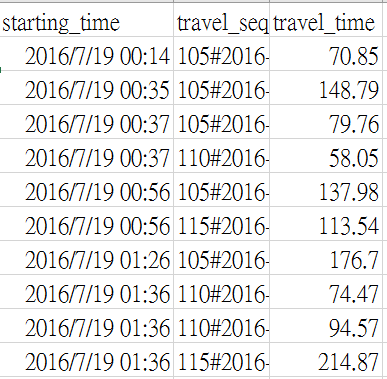 starting_time travel_seq travel_time
2016/7/19 00:14 105#2016- 70.85
2016/7/19 00:35 105#2016- 148.79
2016/7/19 00:37 105#2016- 79.76
2016/7/19 00:37 110#2016- 58.05
2016/7/19 00:56 105#2016- 137.98
2016/7/19 00:56 115#2016- 113.54
2016/7/19 01:26 105#2016- 176.7
2016/7/19 01:36 110#2016- 74.47
2016/7/19 01:36 110#2016- 94.57
2016/7/19 01:36 115#2016- 214.87